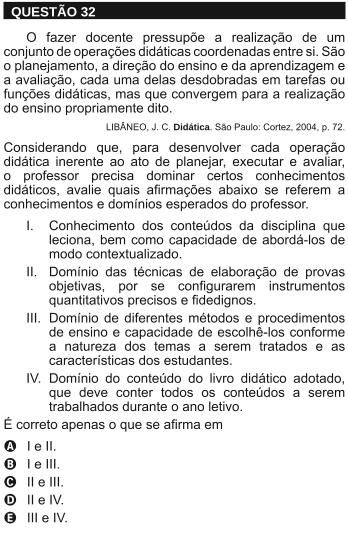 QUESTÃO 32
O fazer docente pressupõe a realização de um
conjunto de operações didáticas coordenadas entre si. São
o planejamento, a direção do ensino e da aprendizagem e
a avaliação, cada uma delas desdobradas em tarefas ou
funções didáticas, mas que convergem para a realização
do ensino propriamente dito.
LIBÂNEO, J. C. Didática. São Paulo: Cortez, 2004, p. 72.
Considerando que, para desenvolver cada operação
didática inerente ao ato de planejar, executar e avaliar,
o professor precisa dominar certos conhecimentos
didáticos, avalie quais afirmações abaixo se referem a
conhecimentos e domínios esperados do professor.
I. Conhecimento dos conteúdos da disciplina que
leciona, bem como capacidade de abordá-los de
modo contextualizado.
II. Domínio das técnicas de elaboração de provas
objetivas, por se configurarem instrumentos
quantitativos precisos e fidedignos.
III. Domínio de diferentes métodos e procedimentos
de ensino e capacidade de escolhê-los conforme
a natureza dos temas a serem tratados e as
características dos estudantes.
IV. Domínio do conteúdo do livro didático adotado,
que deve conter todos os conteúdos a serem
trabalhados durante o ano letivo.
É correto apenas o que se afirma em
A I e II.
B I e III.
C II e III.
D II e IV.
E III e IV.